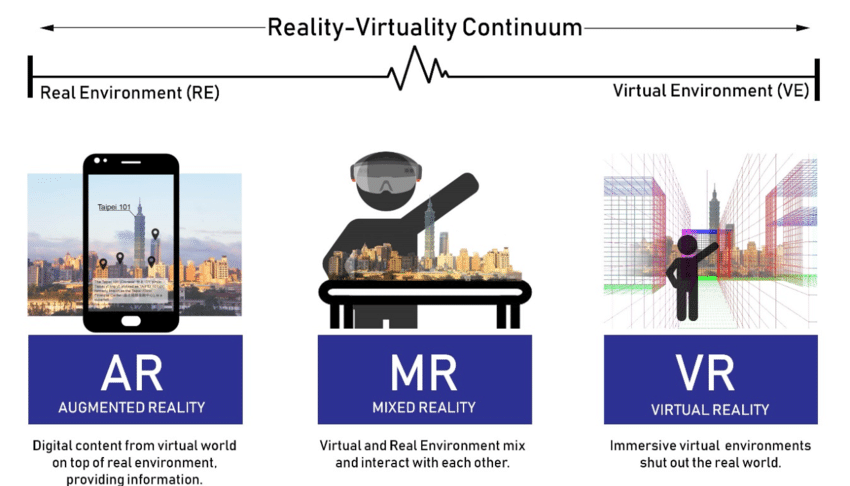 Reality-Virtuality Continuum
Real Environment (RE)
Virtual Environment (VE)
Taipei 101
AR
AUGMENTED REALITY
MR
MIXED REALITY
VR
VIRTUAL REALITY
Digital content from virtual world
on top of real environment,
providing information.
Virtual and Real Environment mix
and interact with each other.
Immersive virtual environments
shut out the real world.